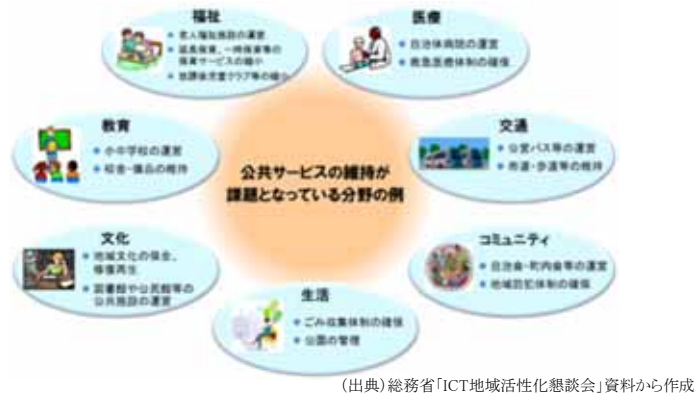 福祉
老人福祉施設の運営
延長保育、一時保育等の
保育サービスの縮小
放課後児童クラブ等の縮小
医療
自治体病院の運営
救急医療体制の確保
教育
小中学校の運営
校舎・備品の維持
交通
公営バス等の運営
市道・歩道等の維持
公共サービスの維持が
課題となっている分野の例
文化
地域文化の保全、
修復再生
図書館や公民館等の
公共施設の運営
コミュニティ
自治会・町内会等の運営
地域防犯体制の確保
生活
ごみ収集体制の確保
公園の管理
(出典)総務省「ICT地域活性化懇談会」資料から作成